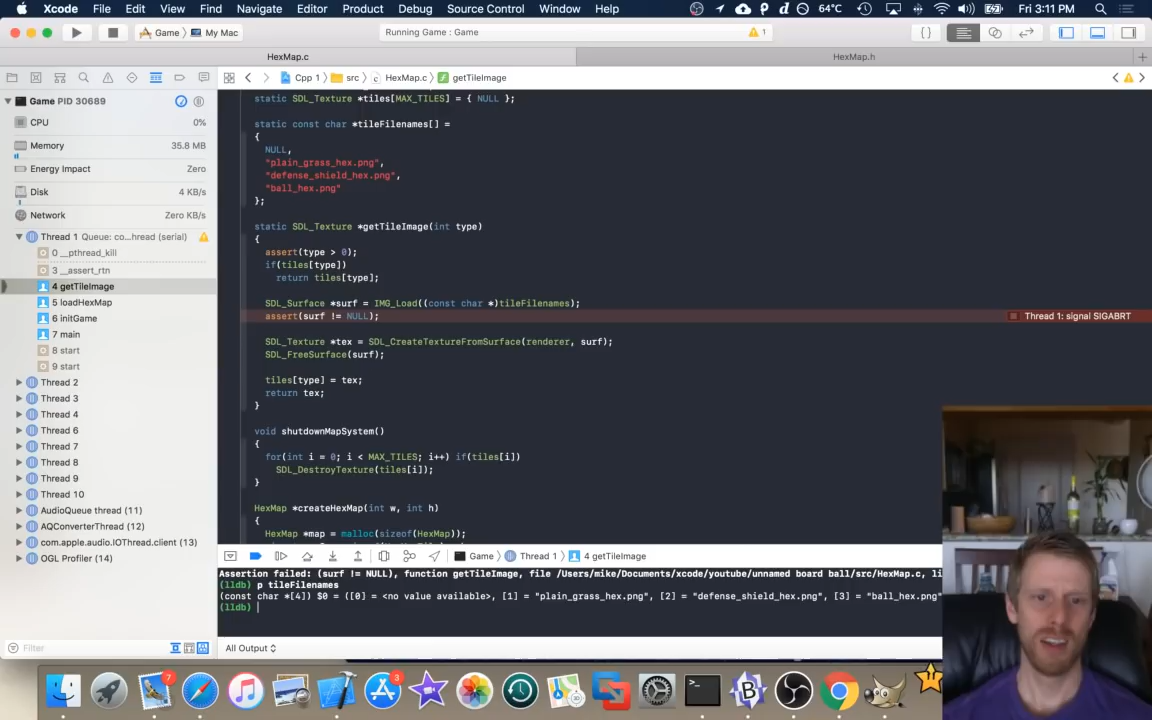 Xcode File Edit View Find Navigate Editor Product Debug Source Control Window Help 64°C Fri 3:11 PM
Game My Mac Running Game : Game 1
HexMap.c HexMap.h
Cpp 1 src HexMap.c getTileImage
Game PID 30689
CPU 0%
Memory 35.8 MB
Energy Impact Zero
Disk 4 KB/s
Network Zero KB/s
Thread 1 Queue: co...hread (serial)
0 __pthread_kill
3 __assert_rtn
4 getTileImage
5 loadHexMap
6 initGame
7 main
8 start
9 start
Thread 2
Thread 3
Thread 4
Thread 6
Thread 7
Thread 8
Thread 9
Thread 10
AudioQueue thread (11)
AQConverterThread (12)
com.apple.audio.IOThread.client (13)
OGL Profiler (14)
Filter
static SDL_Texture *tiles[MAX_TILES] = { NULL };
static const char *tileFilenames[] =
{
NULL,
"plain_grass_hex.png",
"defense_shield_hex.png",
"ball_hex.png"
};
static SDL_Texture *getTileImage(int type)
{
assert(type > 0);
if(tiles[type])
return tiles[type];
SDL_Surface *surf = IMG_Load((const char *)tileFilenames);
assert(surf != NULL); Thread 1: signal SIGABRT
SDL_Texture *tex = SDL_CreateTextureFromSurface(renderer, surf);
SDL_FreeSurface(surf);
tiles[type] = tex;
return tex;
}
void shutdownMapSystem()
{
for(int i = 0; i < MAX_TILES; i++) if(tiles[i])
SDL_DestroyTexture(tiles[i]);
}
HexMap *createHexMap(int w, int h)
{
HexMap *map = malloc(sizeof(HexMap));
Game Thread 1 4 getTileImage
Assertion failed: (surf != NULL), function getTileImage, file /Users/mike/Documents/xcode/youtube/unnamed board ball/src/HexMap.c, li
(lldb) p tileFilenames
(const char *[4]) $0 = ([0] = <no value available>, [1] = "plain_grass_hex.png", [2] = "defense_shield_hex.png", [3] = "ball_hex.png"
(lldb)
All Output
7 3